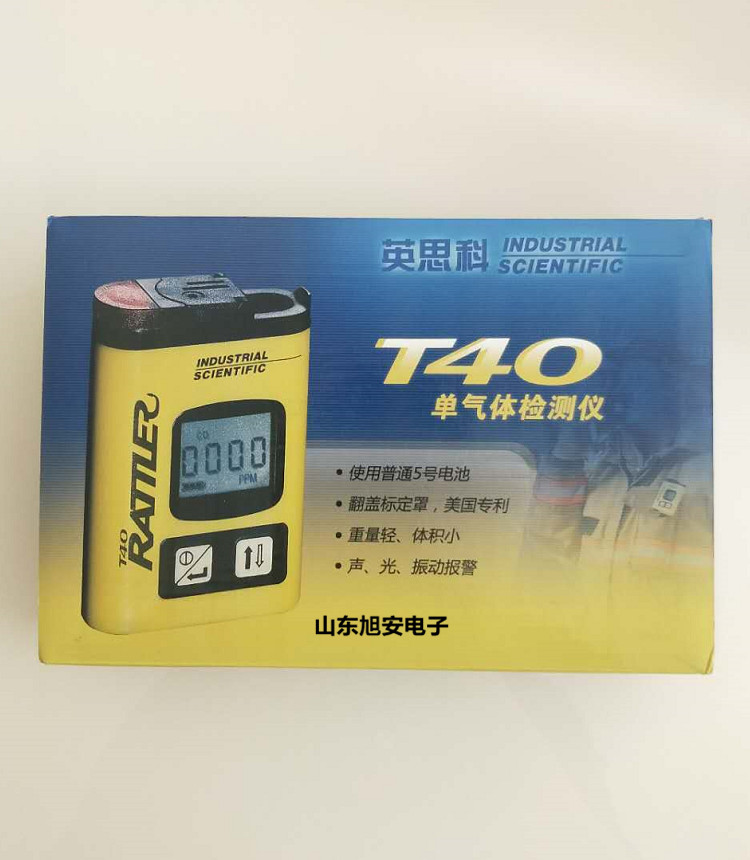 英思科 INDUSTRIAL
SCIENTIFIC
T40
单气体检测仪
INDUSTRIAL
SCIENTIFIC
T40 RATTLER
CO
0000
PPM
• 使用普通5号电池
• 翻盖标定罩，美国专利
• 重量轻、体积小
• 声、光、振动报警
山东旭安电子